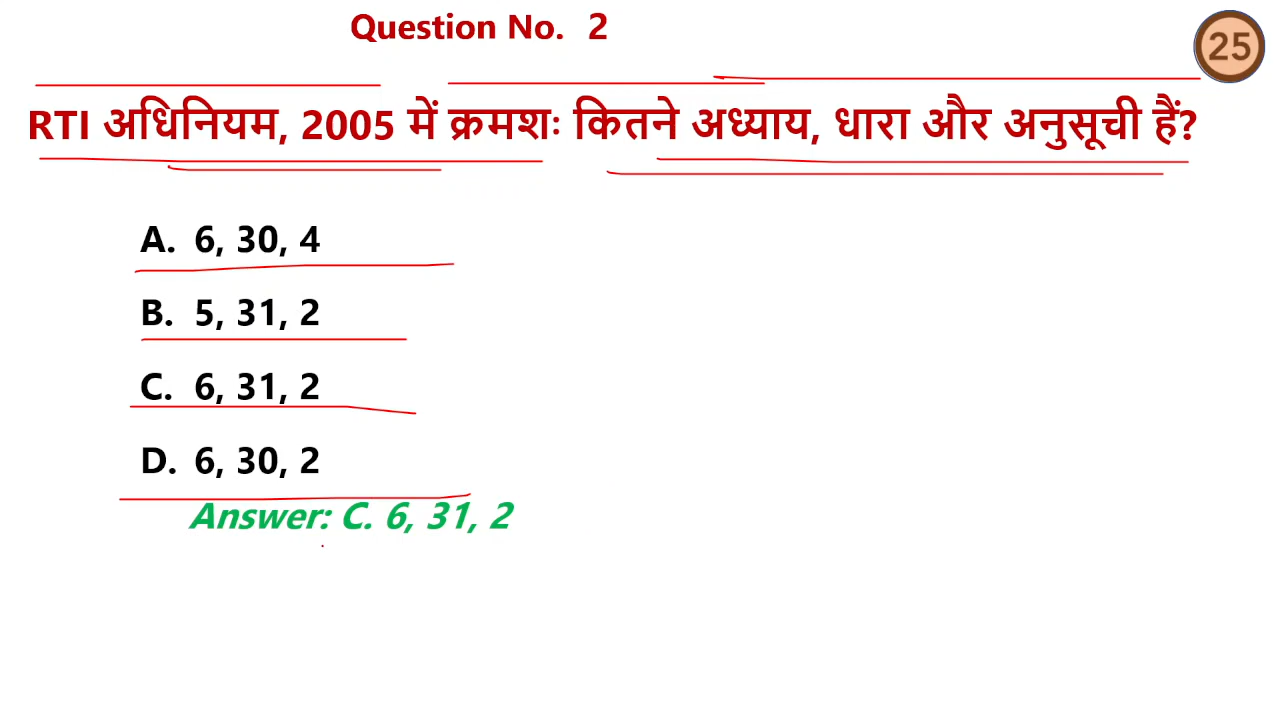 Question No. 2
25
RTI अधिनियम, 2005 में क्रमशः कितने अध्याय, धारा और अनुसूची हैं?
A. 6, 30, 4
B. 5, 31, 2
C. 6, 31, 2
D. 6, 30, 2
Answer: C. 6, 31, 2